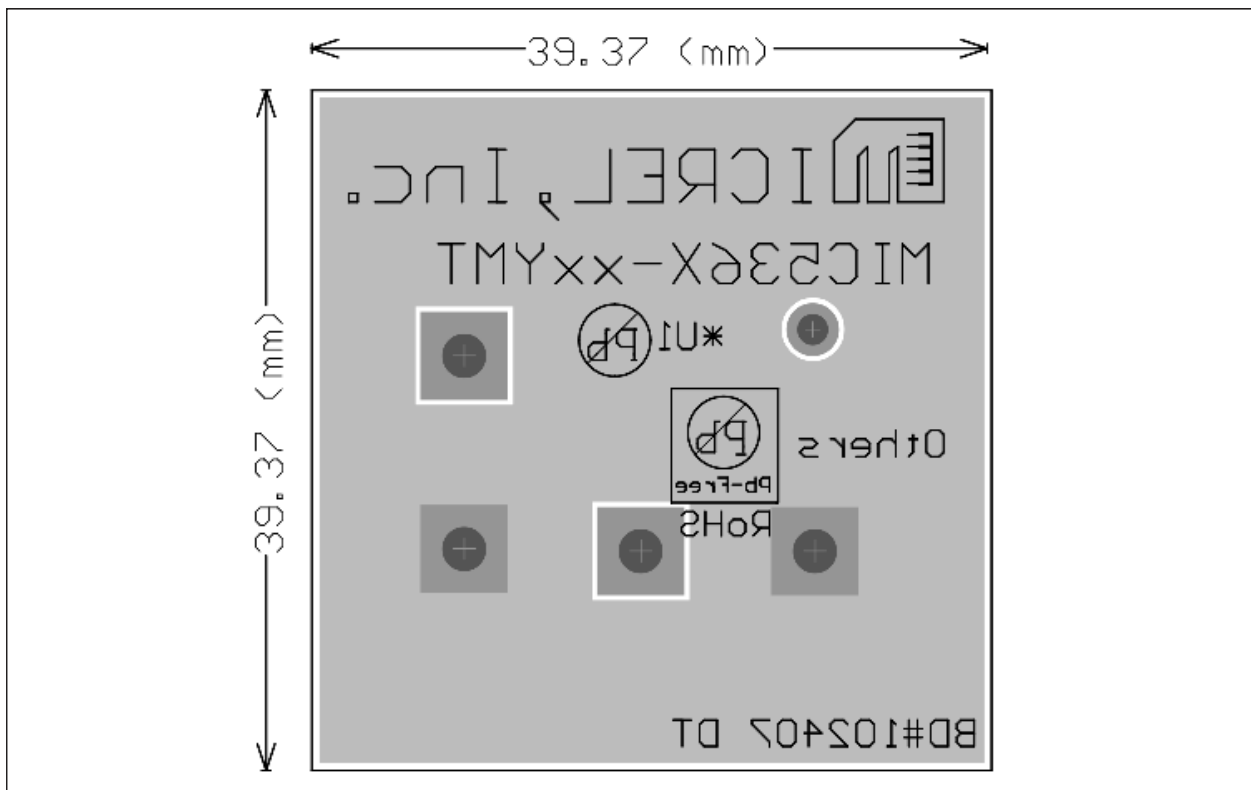 39.37 (mm)
39.37 (mm)
MICREL, Inc.
MIC536X-xxYMT
*U1 Pb
Others
Pb
Pb-Free
RoHS
BD#102407 DT